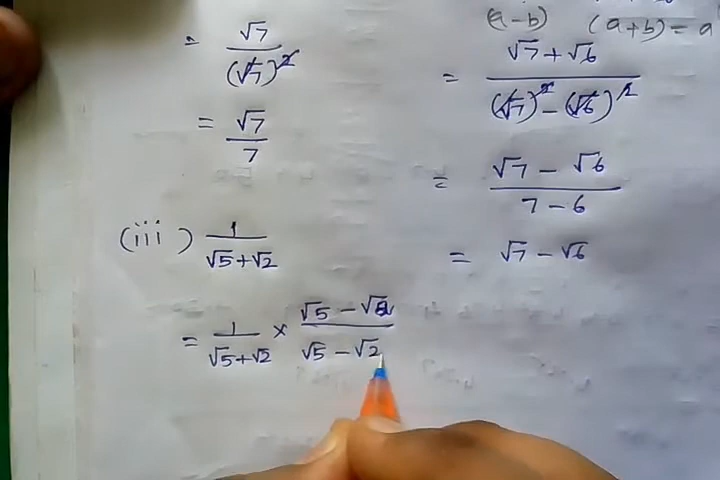 = √7 / (√7)²
= √7 / 7
(iii) 1 / √5+√2
= 1 / √5+√2 × √5 − √2 / √5 − √2
(a−b) (a+b) = a
= √7 + √6 / (√7)² − (√6)²
= √7 − √6 / 7 − 6
= √7 − √6